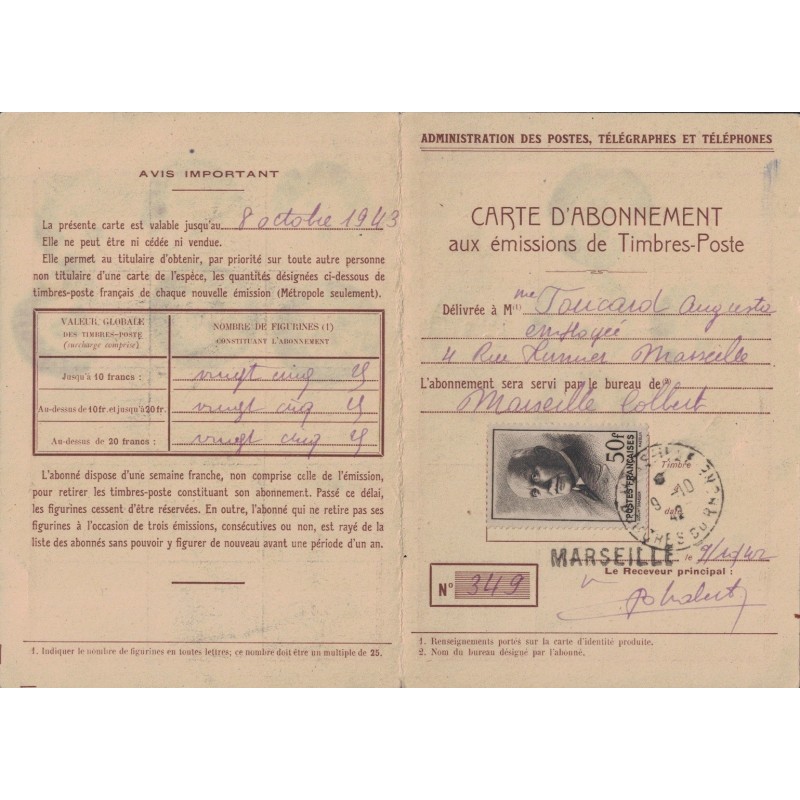 AVIS IMPORTANT
La présente carte est valable jusqu'au 8 octobre 1943
Elle ne peut être ni cédée ni vendue.
Elle permet au titulaire d'obtenir, par priorité sur toute autre personne
non titulaire d'une carte de l'espèce, les quantités désignées ci-dessous de
timbres-poste français de chaque nouvelle émission (Métropole seulement).
VALEUR GLOBALE
DES TIMBRES-POSTE
(surcharge comprise).
NOMBRE DE FIGURINES (1)
CONSTITUANT L'ABONNEMENT
Jusqu'à 10 francs : vingt cinq 25
Au-dessus de 10 fr. et jusqu'à 20 fr. vingt cinq 25
Au-dessus de 20 francs : vingt cinq 25
L'abonné dispose d'une semaine franche, non comprise celle de l'émission,
pour retirer les timbres-poste constituant son abonnement. Passé ce délai,
les figurines cessent d'être réservées. En outre, l'abonné qui ne retire pas ses
figurines à l'occasion de trois émissions, consécutives ou non, est rayé de la
liste des abonnés sans pouvoir y figurer de nouveau avant une période d'un an.
1. Indiquer le nombre de figurines en toutes lettres; ce nombre doit être un multiple de 25.
ADMINISTRATION DES POSTES, TÉLÉGRAPHES ET TÉLÉPHONES
CARTE D'ABONNEMENT
aux émissions de Timbres-Poste
Délivrée à M(1) me Toucard Augusta
employée
4 Rue Marseille
L'abonnement sera servi par le bureau de(2)
Marseille Colbert
50f
POSTES FRANÇAISES
Timbre
9 -10
42
MARSEILLE le 9/10/42
Le Receveur principal :
N° 349
1. Renseignements portés sur la carte d'identité produite.
2. Nom du bureau désigné par l'abonné.